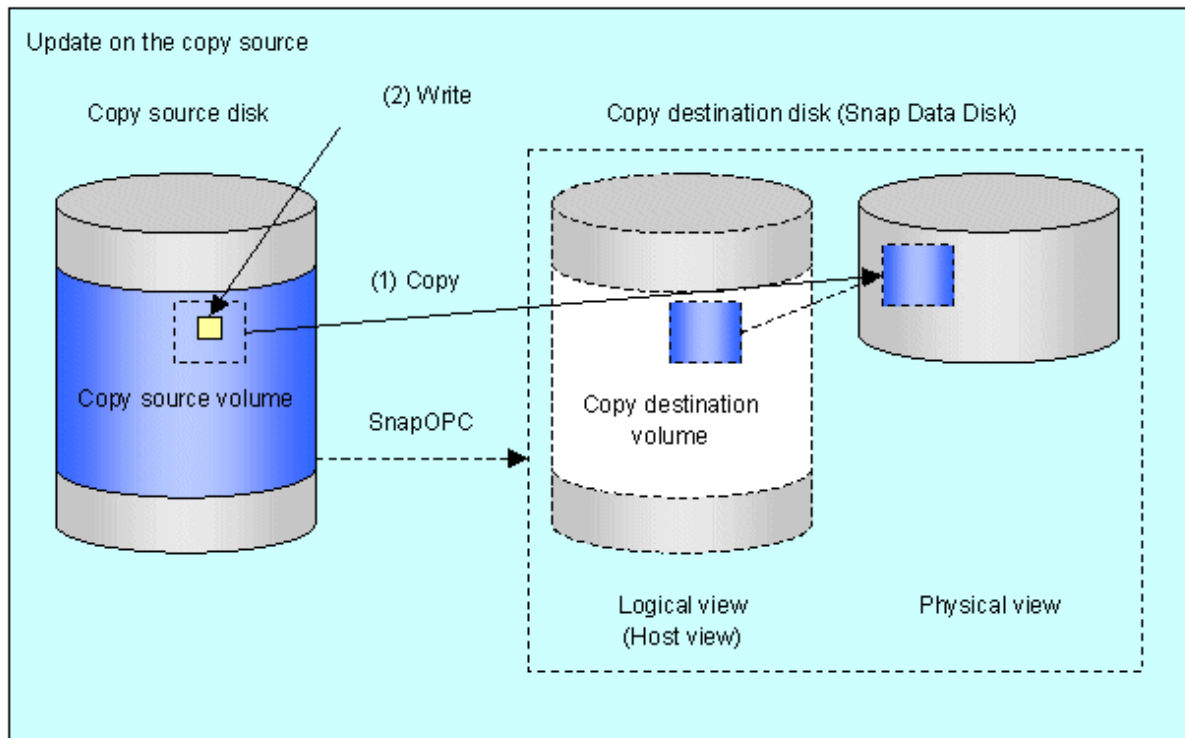 Update on the copy source
(2) Write
Copy source disk
Copy destination disk (Snap Data Disk)
(1) Copy
Copy source volume
SnapOPC
Copy destination
volume
Logical view
(Host view)
Physical view